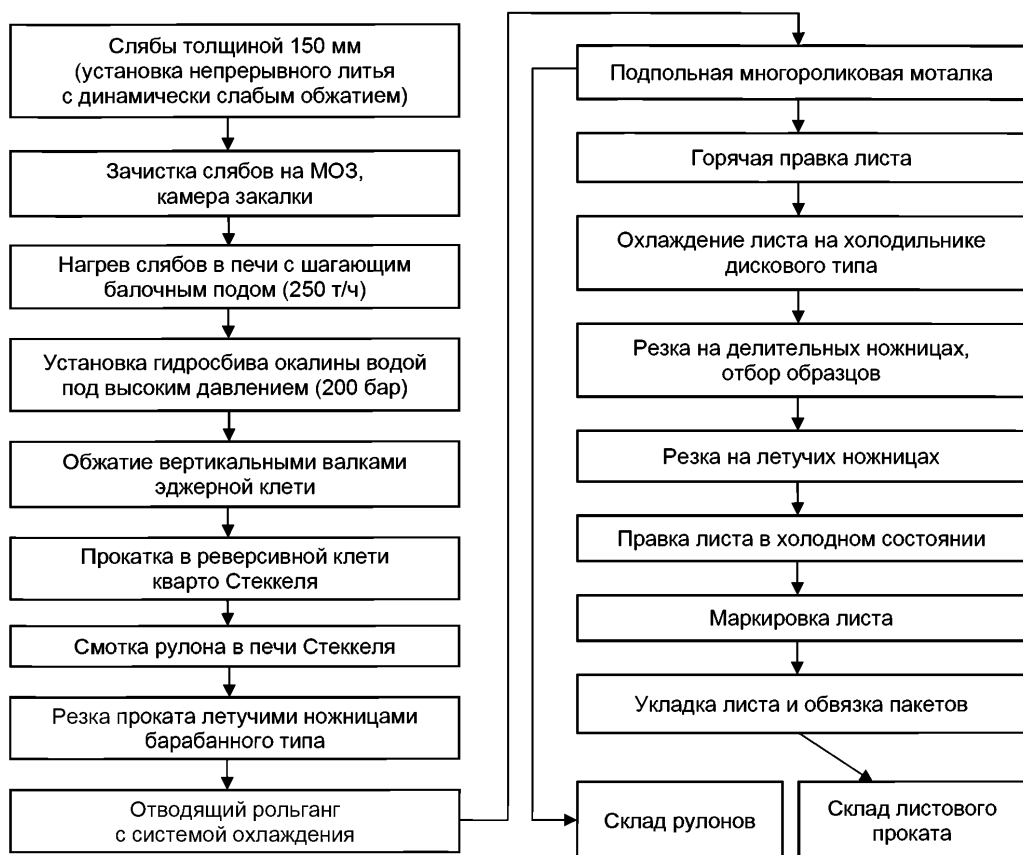 Слябы толщиной 150 мм
(установка непрерывного литья
с динамически слабым обжатием)
Зачистка слябов на МОЗ,
камера закалки
Нагрев слябов в печи с шагающим
балочным подом (250 т/ч)
Установка гидросбива окалины водой
под высоким давлением (200 бар)
Обжатие вертикальными валками
эджерной клети
Прокатка в реверсивной клети
кварто Стеккеля
Смотка рулона в печи Стеккеля
Резка проката летучими ножницами
барабанного типа
Отводящий рольганг
с системой охлаждения
Подпольная многороликовая моталка
Горячая правка листа
Охлаждение листа на холодильнике
дискового типа
Резка на делительных ножницах,
отбор образцов
Резка на летучих ножницах
Правка листа в холодном состоянии
Маркировка листа
Укладка листа и обвязка пакетов
Склад рулонов
Склад листового
проката